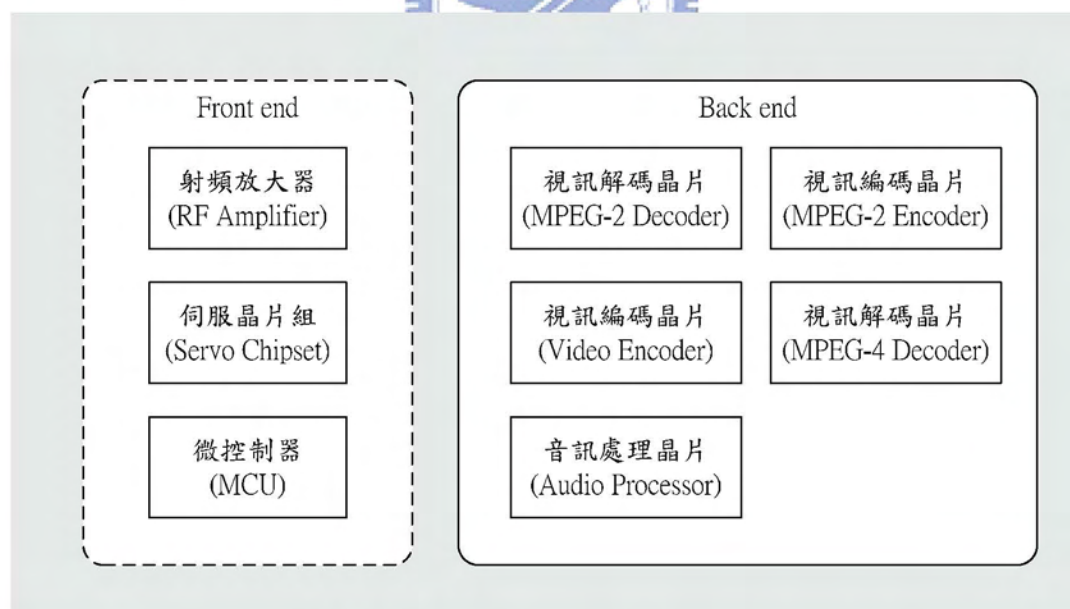 Front end
射頻放大器
(RF Amplifier)
伺服晶片組
(Servo Chipset)
微控制器
(MCU)
Back end
視訊解碼晶片
(MPEG-2 Decoder)
視訊編碼晶片
(MPEG-2 Encoder)
視訊編碼晶片
(Video Encoder)
視訊解碼晶片
(MPEG-4 Decoder)
音訊處理晶片
(Audio Processor)